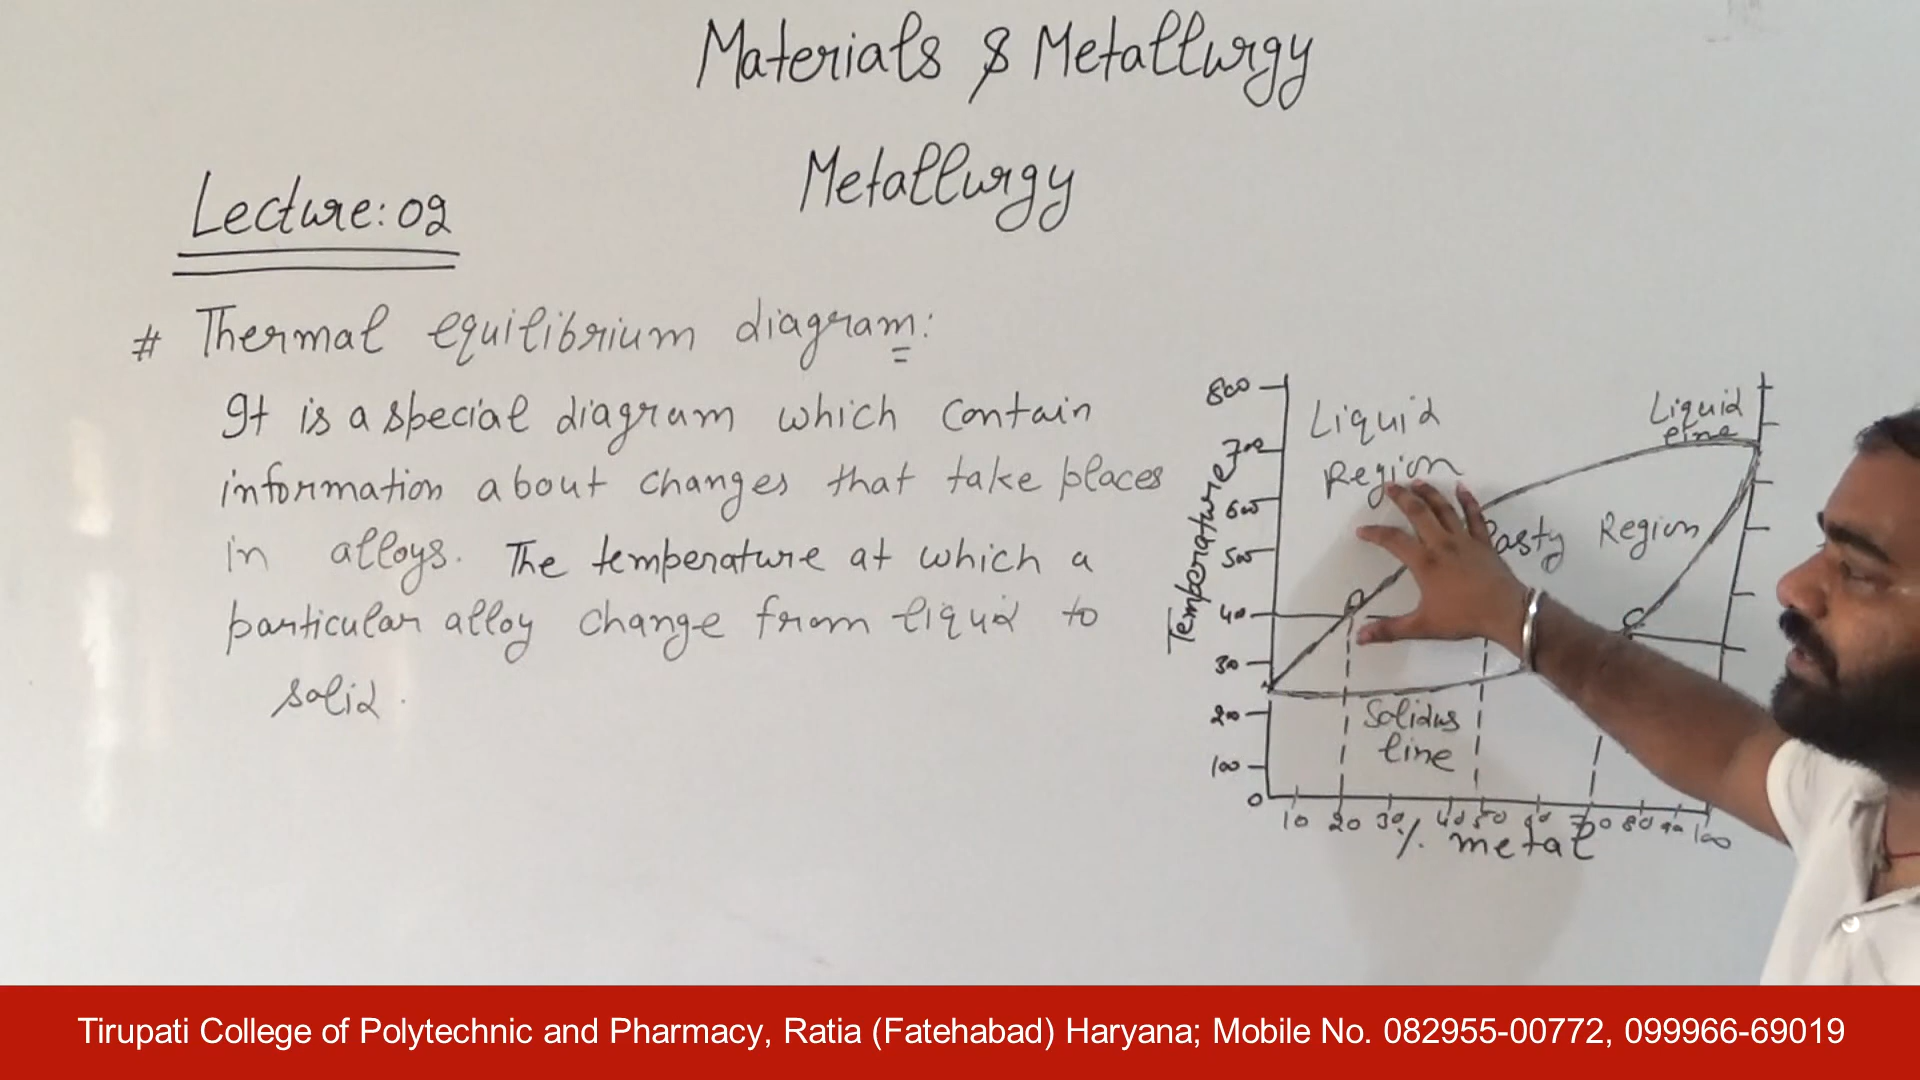 Materials & Metallurgy
Metallurgy
Lecture: 02
# Thermal equilibrium diagram:
It is a special diagram which contain
information about changes that take places
in alloys. The temperature at which a
particular alloy change from liquid to
solid.
800
700
600
500
400
300
200
100
0
Temperature
Liquid
Region
Liquid
line
Pasty Region
C
Solidus
line
10 20 30 40 50 60 70 80 90 100
% metal
Tirupati College of Polytechnic and Pharmacy, Ratia (Fatehabad) Haryana; Mobile No. 082955-00772, 099966-69019